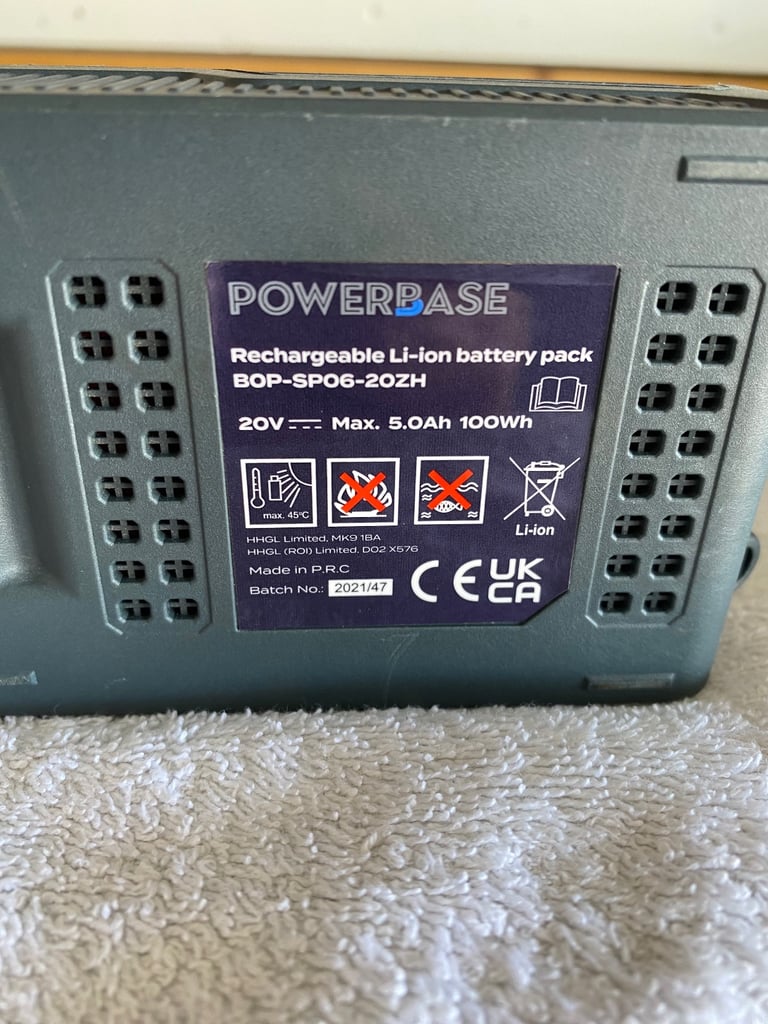 POWERBASE
Rechargeable Li-ion battery pack
BOP-SP06-20ZH
20V Max. 5.0Ah 100Wh
max. 45°C
Li-ion
HHGL Limited, MK9 1BA
HHGL (ROI) Limited. D02 X576
Made in P.R.C
Batch No.: 2021/47
CE UK
CA